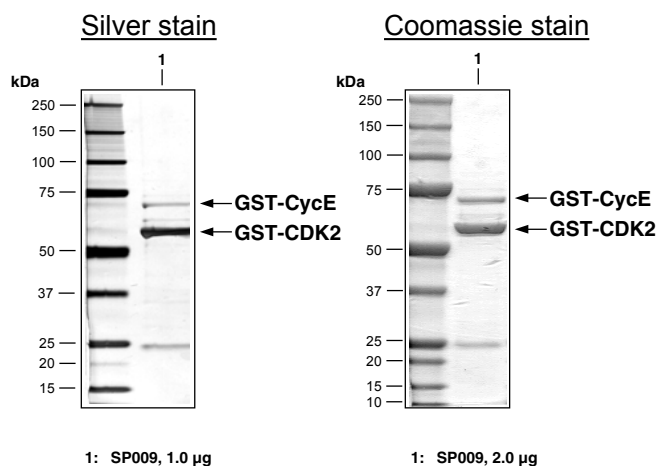 Silver stain
Coomassie stain
1
1
kDa
kDa
250
150
100
75
50
37
25
20
15
GST-CycE
GST-CDK2
250
150
100
75
50
37
25
20
15
10
GST-CycE
GST-CDK2
1: SP009, 1.0 µg
1: SP009, 2.0 µg